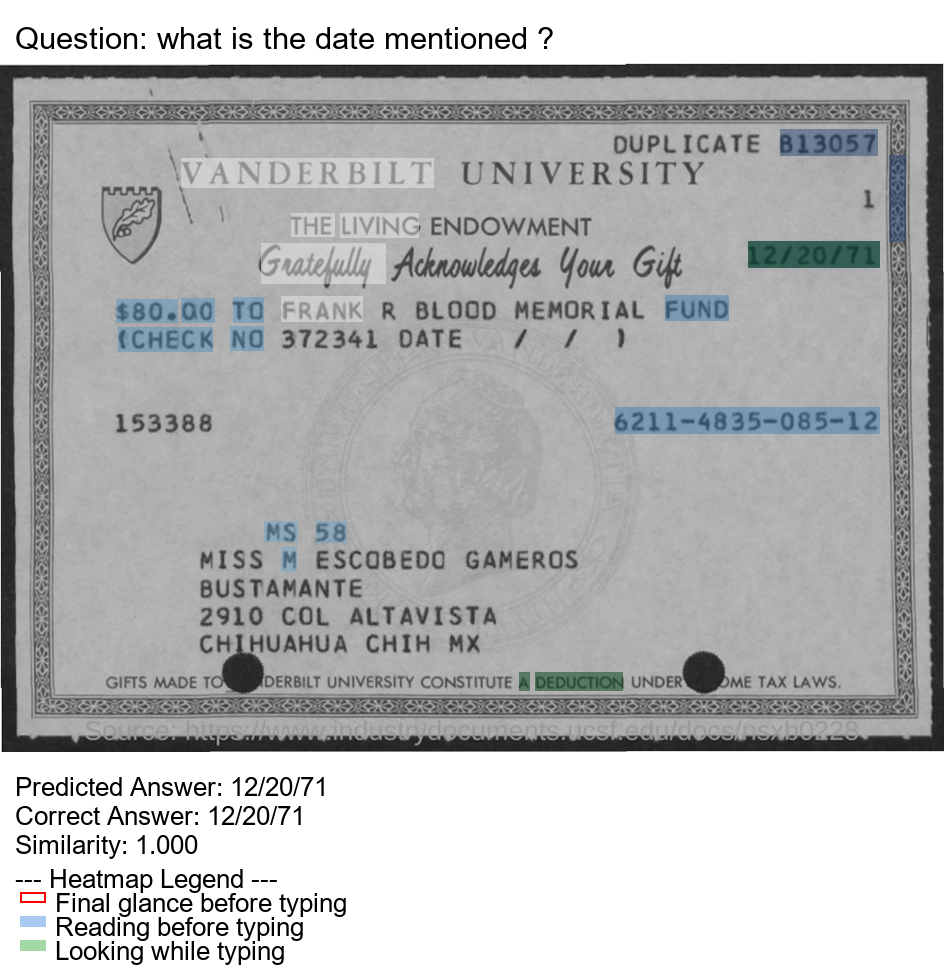 Question: what is the date mentioned ?
DUPLICATE 813057
VANDERBILT UNIVERSITY
1
THE LIVING ENDOWMENT
Gratefully Acknowledges Your Gift
12/20/71
$80.00 TO FRANK R BLOOD MEMORIAL FUND
(CHECK NO 372341 DATE / / )
153388
6211-4835-085-12
MS 58
MISS M ESCOBEDO GAMEROS
BUSTAMANTE
2910 COL ALTAVISTA
CHIHUAHUA CHIH MX
GIFTS MADE TO DERBILT UNIVERSITY CONSTITUTE A DEDUCTION UNDER OME TAX LAWS.
Source: https://www.industrydocuments.ucsf.edu/docs/nsxb0228
Predicted Answer: 12/20/71
Correct Answer: 12/20/71
Similarity: 1.000
--- Heatmap Legend ---
Final glance before typing
Reading before typing
Looking while typing